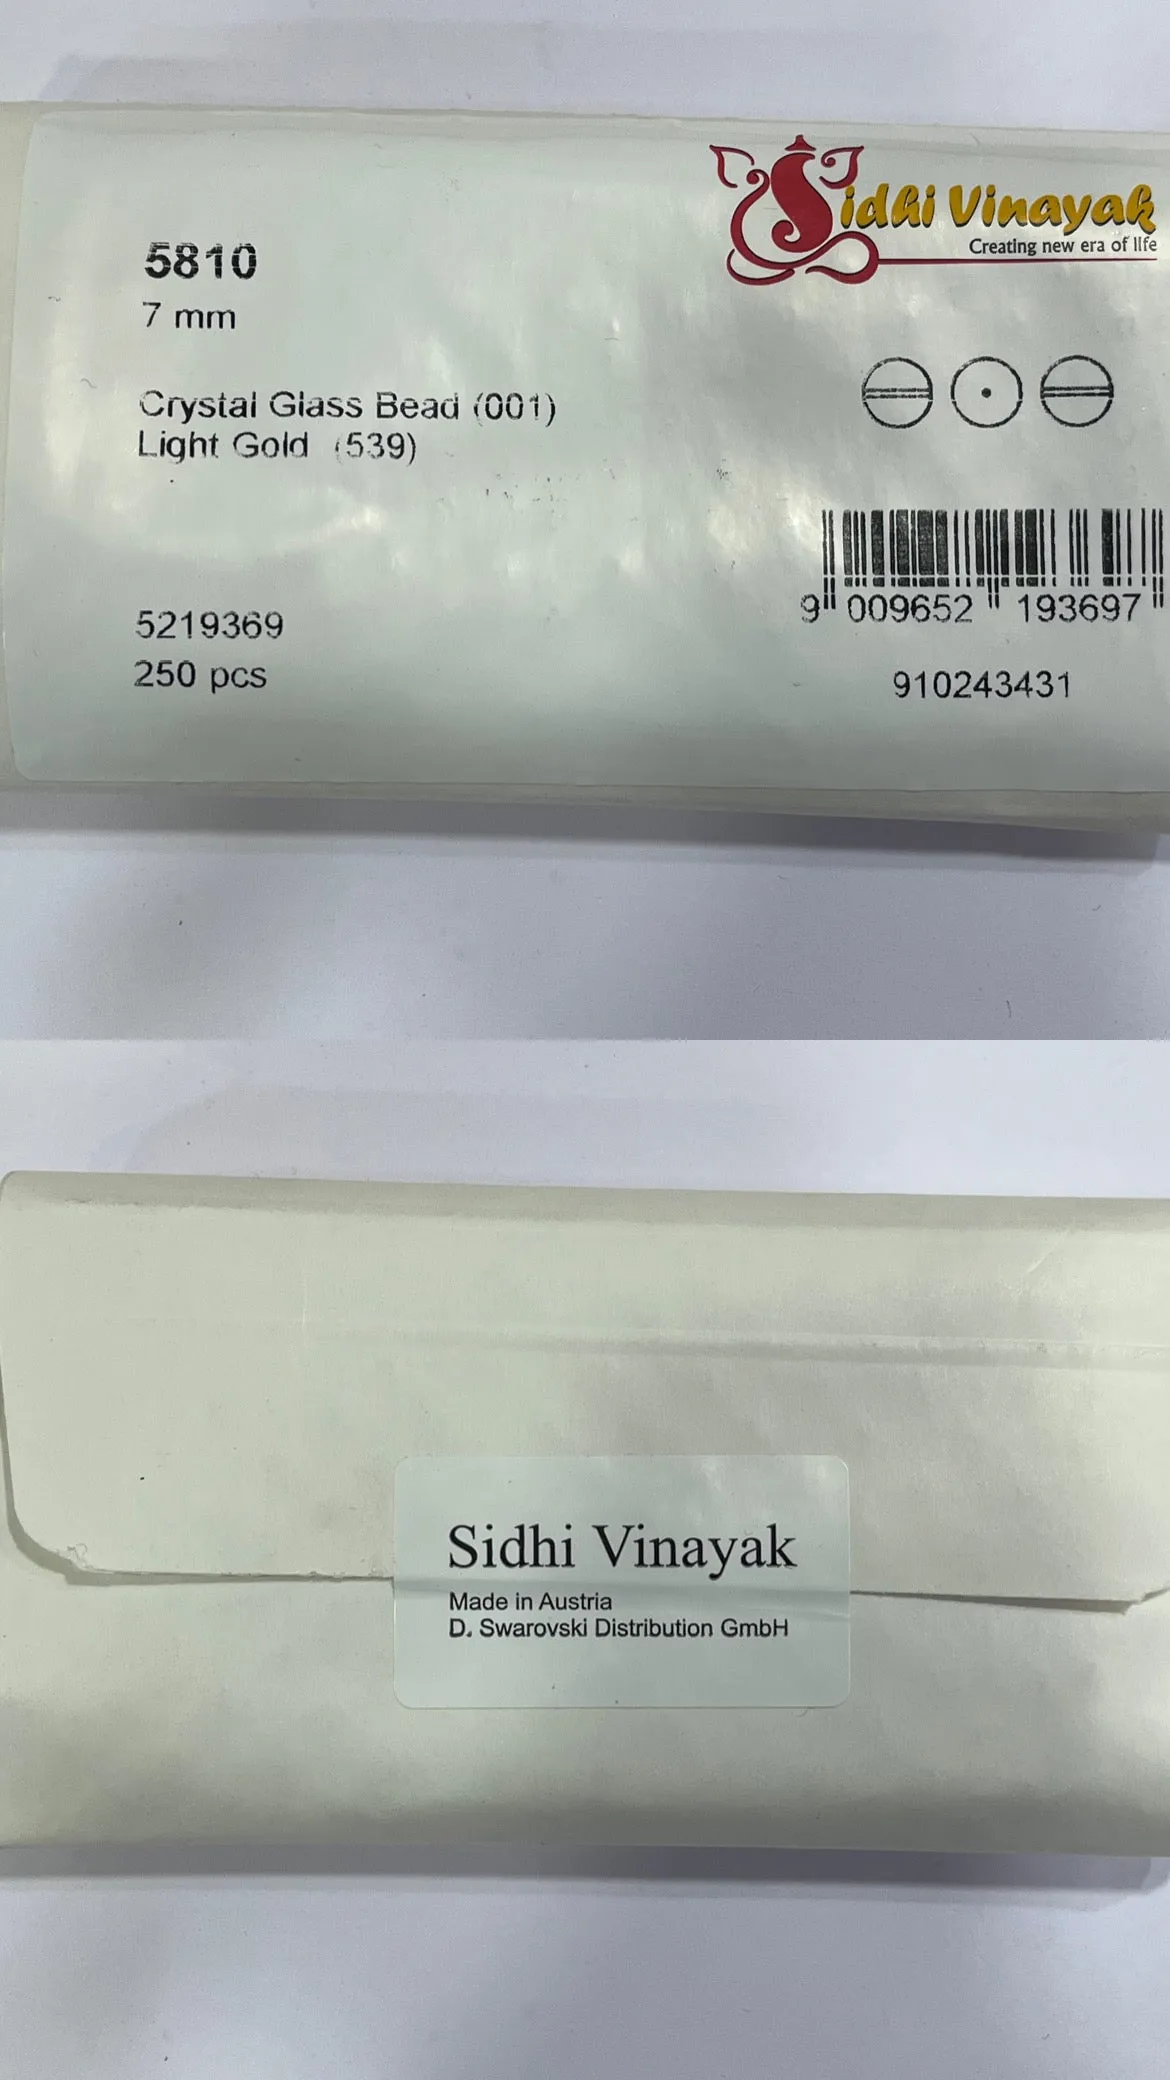 Sidhi Vinayak
Creating new era of life
5810
7 mm
Crystal Glass Bead (001)
Light Gold (539)
5219369
250 pcs
9 009652 193697
910243431
Sidhi Vinayak
Made in Austria
D. Swarovski Distribution GmbH